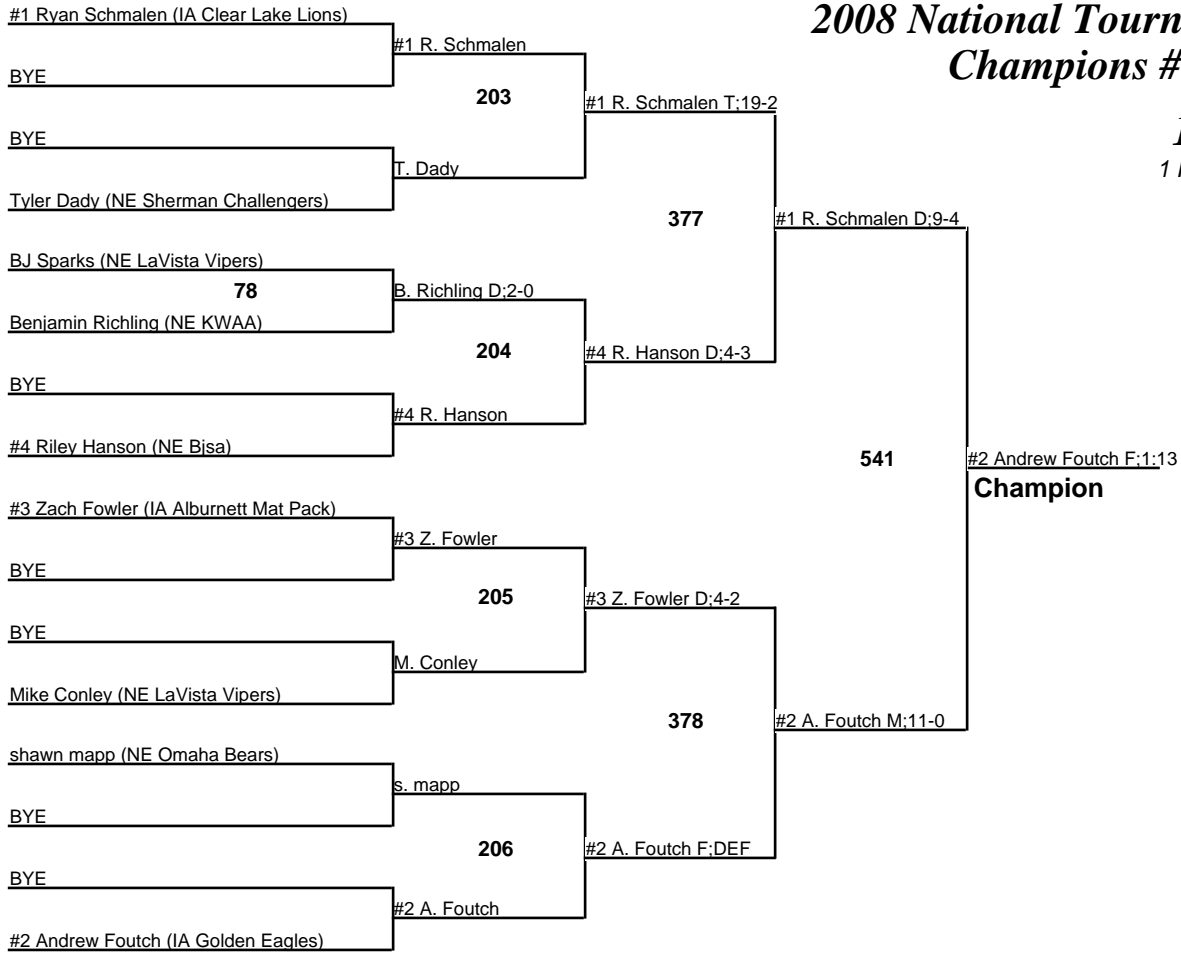 #1 Ryan Schmalen (IA Clear Lake Lions)
BYE
BYE
Tyler Dady (NE Sherman Challengers)
BJ Sparks (NE LaVista Vipers)
78
Benjamin Richling (NE KWAA)
BYE
#4 Riley Hanson (NE Bjsa)
#3 Zach Fowler (IA Alburnett Mat Pack)
BYE
BYE
Mike Conley (NE LaVista Vipers)
shawn mapp (NE Omaha Bears)
BYE
BYE
#2 Andrew Foutch (IA Golden Eagles)
#1 R. Schmalen
203
T. Dady
B. Richling D;2-0
204
#4 R. Hanson
#3 Z. Fowler
205
M. Conley
s. mapp
206
#2 A. Foutch
#1 R. Schmalen T;19-2
377
#4 R. Hanson D;4-3
#3 Z. Fowler D;4-2
378
#2 A. Foutch F;DEF
#1 R. Schmalen D;9-4
541
#2 A. Foutch M;11-0
#2 Andrew Foutch F;1:13
Champion
2008 National Tourn
Champions #
1